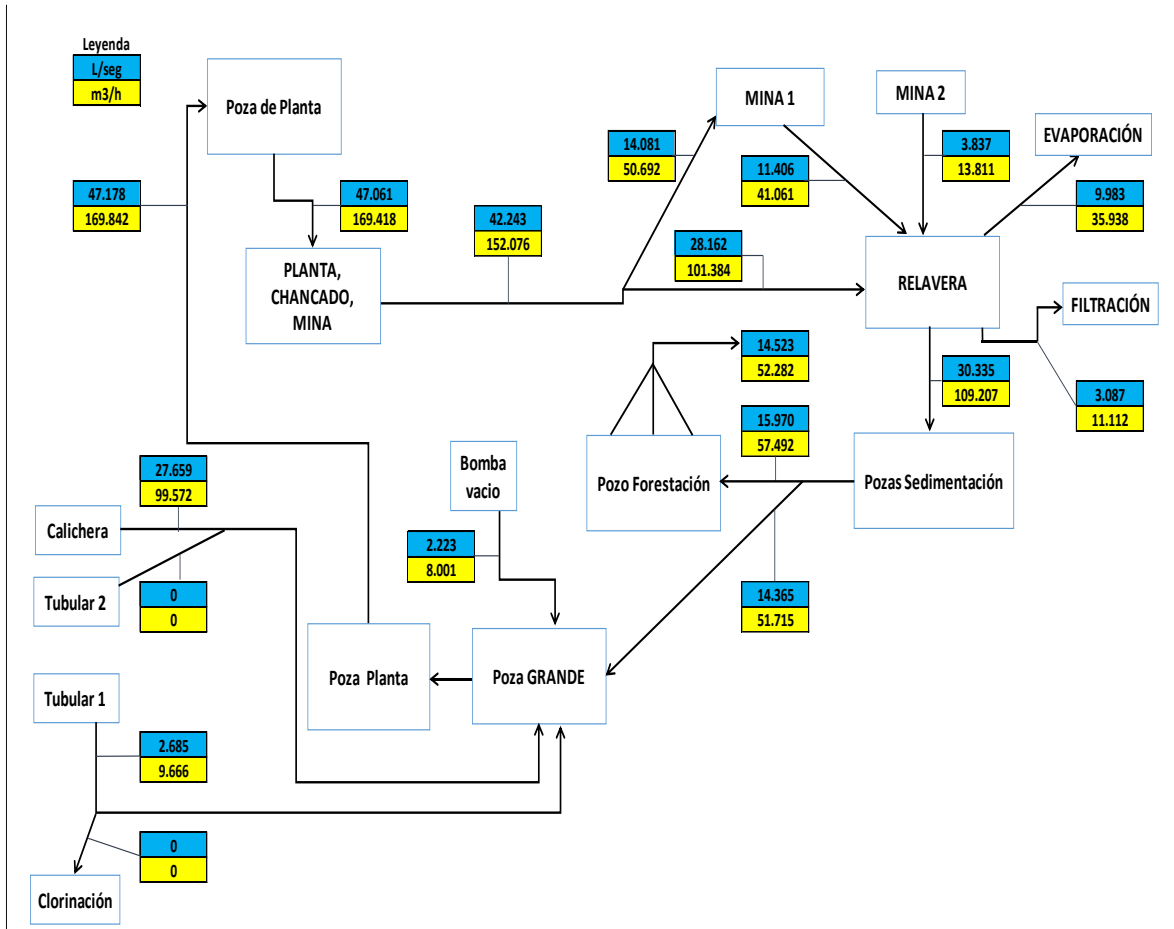 Leyenda
L/seg
m3/h
Poza de Planta
MINA 1
MINA 2
EVAPORACIÓN
14.081
50.692
3.837
13.811
11.406
41.061
9.983
35.938
47.178
169.842
47.061
169.418
42.243
152.076
28.162
101.384
PLANTA,
CHANCADO,
MINA
RELAVERA
FILTRACIÓN
14.523
52.282
30.335
109.207
3.087
11.112
15.970
57.492
Bomba
vacio
Pozo Forestación
Pozas Sedimentación
27.659
99.572
Calichera
2.223
8.001
Tubular 2
0
0
14.365
51.715
Poza Planta
Poza GRANDE
Tubular 1
2.685
9.666
0
0
Clorinación